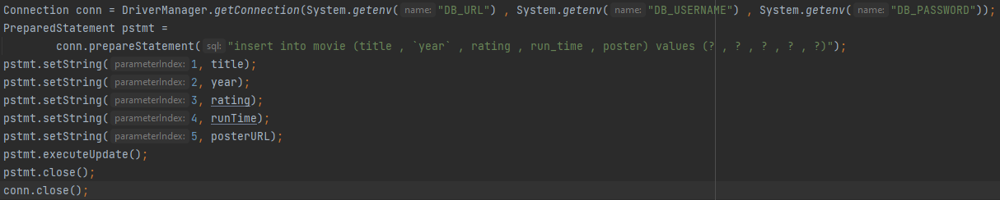 Connection conn = DriverManager.getConnection(System.getenv( name: "DB_URL") , System.getenv( name: "DB_USERNAME") , System.getenv( name: "DB_PASSWORD"));
PreparedStatement pstmt =
conn.prepareStatement( sql: "insert into movie (title , `year` , rating , run_time , poster) values (? , ? , ? , ? , ?)");
pstmt.setString( parameterIndex: 1, title);
pstmt.setString( parameterIndex: 2, year);
pstmt.setString( parameterIndex: 3, rating);
pstmt.setString( parameterIndex: 4, runTime);
pstmt.setString( parameterIndex: 5, posterURL);
pstmt.executeUpdate();
pstmt.close();
conn.close();